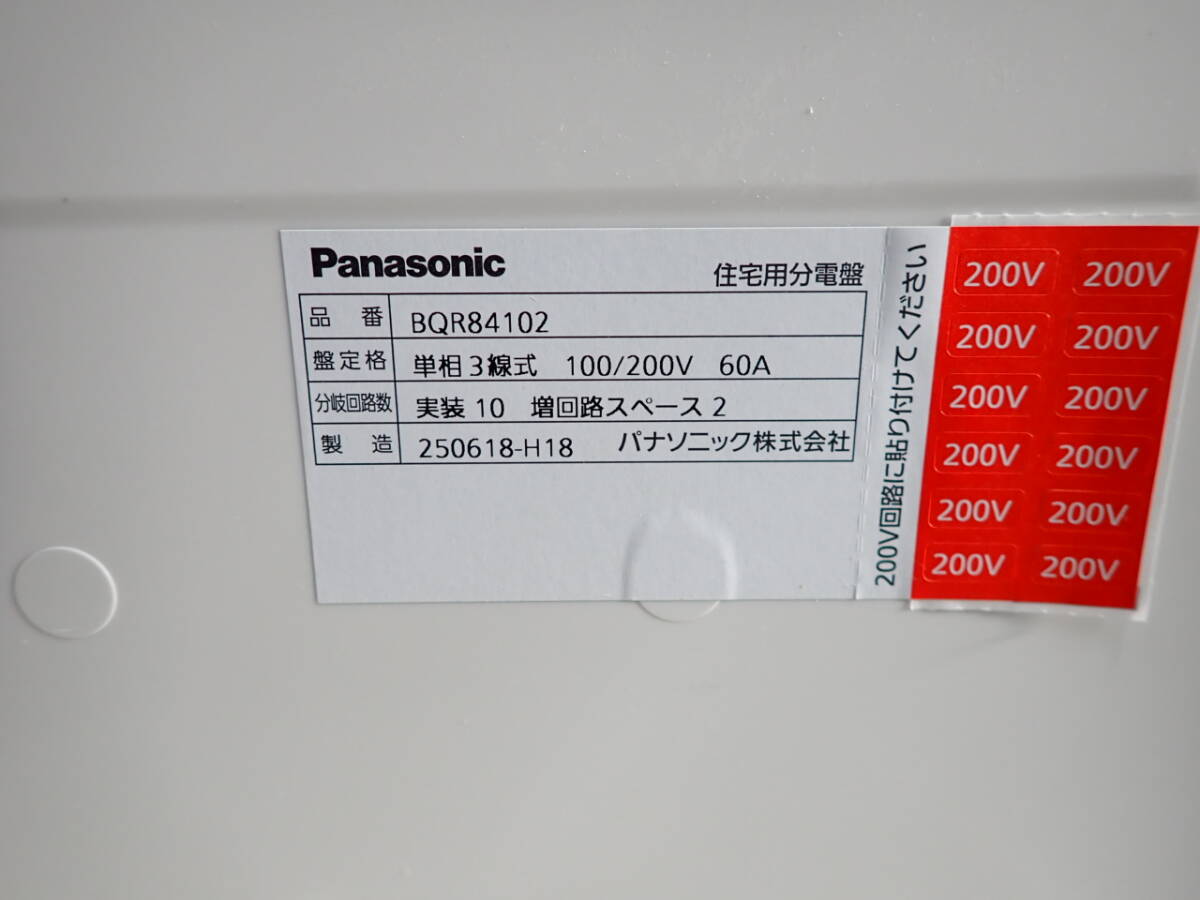 Panasonic 住宅用分電盤
品番 BQR84102
盤定格 単相3線式 100/200V 60A
分岐回路数 実装10 増回路スペース2
製造 250618-H18 パナソニック株式会社
200V回路に貼り付けてください
200V 200V
200V 200V
200V 200V
200V 200V
200V 200V
200V 200V